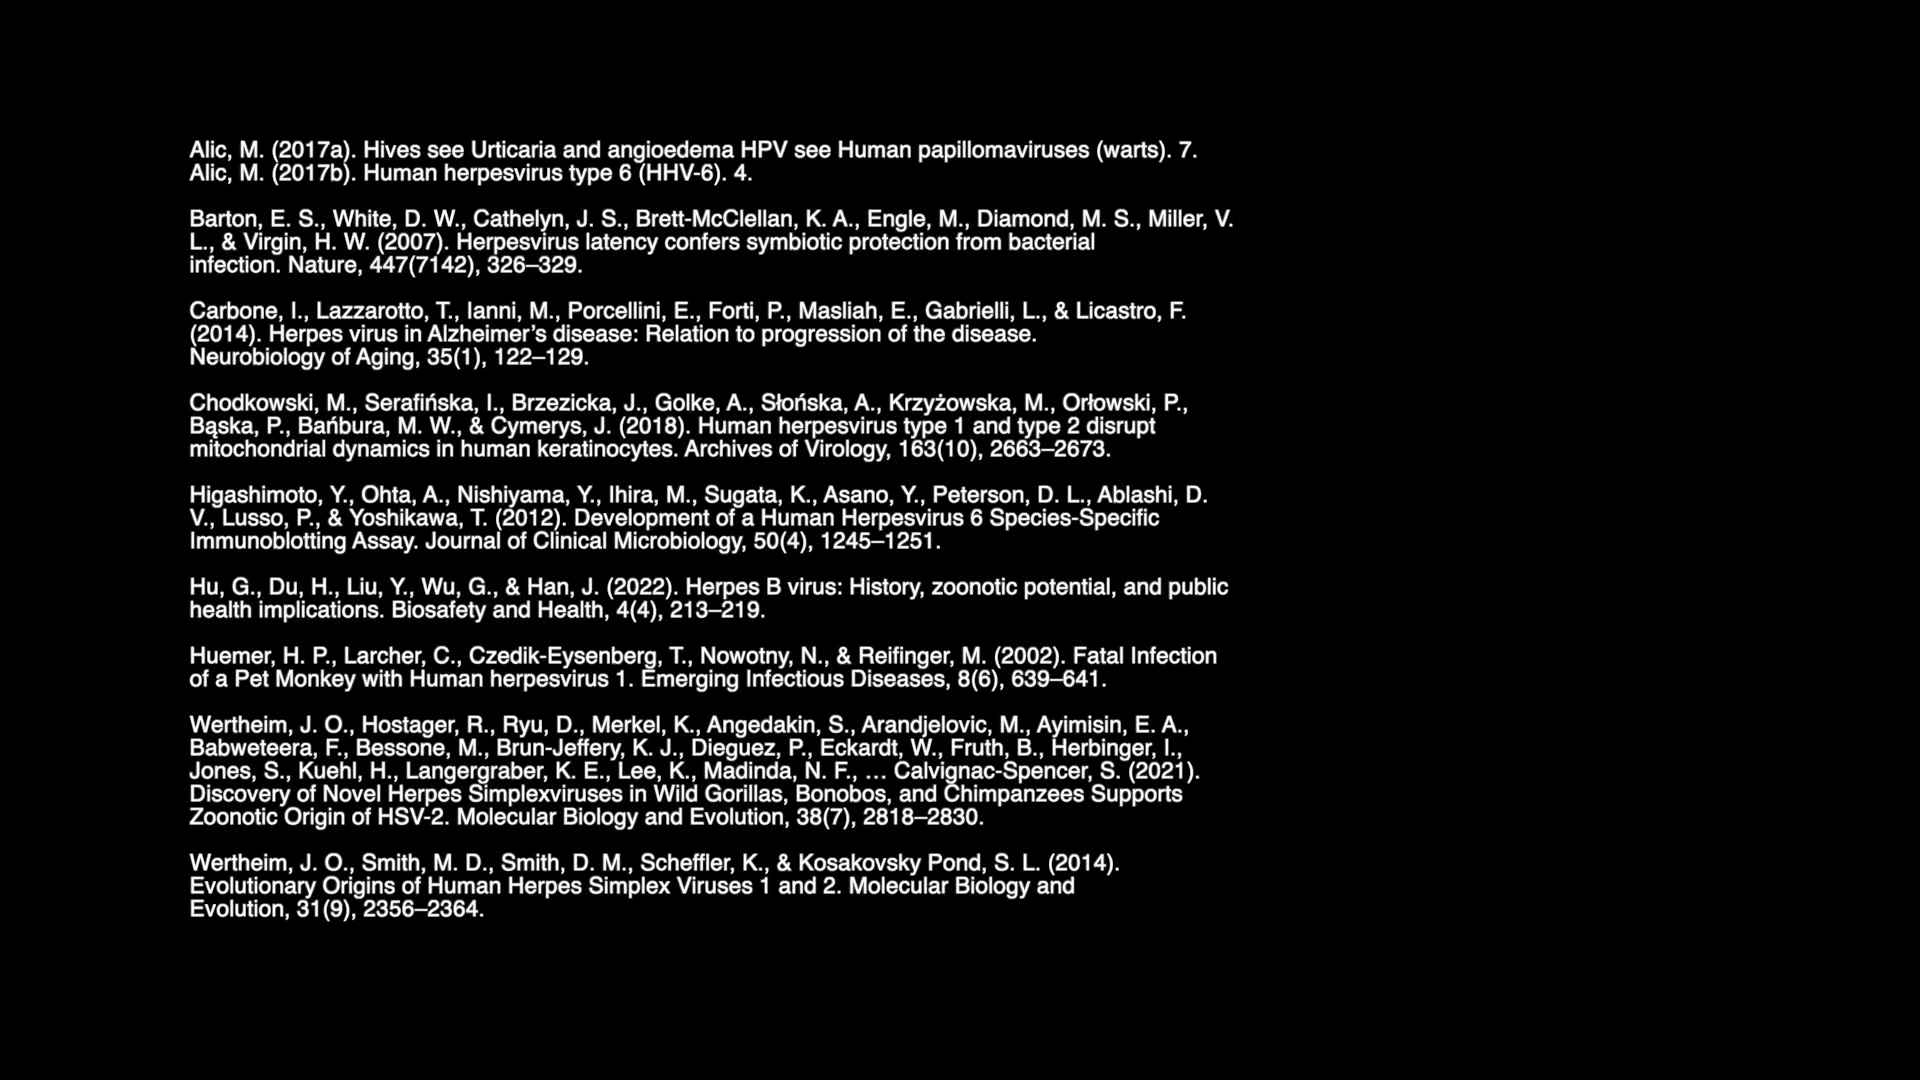 Alic, M. (2017a). Hives see Urticaria and angioedema HPV see Human papillomaviruses (warts). 7.
Alic, M. (2017b). Human herpesvirus type 6 (HHV-6). 4.
Barton, E. S., White, D. W., Cathelyn, J. S., Brett-McClellan, K. A., Engle, M., Diamond, M. S., Miller, V.
L., & Virgin, H. W. (2007). Herpesvirus latency confers symbiotic protection from bacterial
infection. Nature, 447(7142), 326–329.
Carbone, I., Lazzarotto, T., Ianni, M., Porcellini, E., Forti, P., Masliah, E., Gabrielli, L., & Licastro, F.
(2014). Herpes virus in Alzheimer’s disease: Relation to progression of the disease.
Neurobiology of Aging, 35(1), 122–129.
Chodkowski, M., Serafińska, I., Brzezicka, J., Golke, A., Słońska, A., Krzyżowska, M., Orłowski, P.,
Bąska, P., Bańbura, M. W., & Cymerys, J. (2018). Human herpesvirus type 1 and type 2 disrupt
mitochondrial dynamics in human keratinocytes. Archives of Virology, 163(10), 2663–2673.
Higashimoto, Y., Ohta, A., Nishiyama, Y., Ihira, M., Sugata, K., Asano, Y., Peterson, D. L., Ablashi, D.
V., Lusso, P., & Yoshikawa, T. (2012). Development of a Human Herpesvirus 6 Species-Specific
Immunoblotting Assay. Journal of Clinical Microbiology, 50(4), 1245–1251.
Hu, G., Du, H., Liu, Y., Wu, G., & Han, J. (2022). Herpes B virus: History, zoonotic potential, and public
health implications. Biosafety and Health, 4(4), 213–219.
Huemer, H. P., Larcher, C., Czedik-Eysenberg, T., Nowotny, N., & Reifinger, M. (2002). Fatal Infection
of a Pet Monkey with Human herpesvirus 1. Emerging Infectious Diseases, 8(6), 639–641.
Wertheim, J. O., Hostager, R., Ryu, D., Merkel, K., Angedakin, S., Arandjelovic, M., Ayimisin, E. A.,
Babweteera, F., Bessone, M., Brun-Jeffery, K. J., Dieguez, P., Eckardt, W., Fruth, B., Herbinger, I.,
Jones, S., Kuehl, H., Langergraber, K. E., Lee, K., Madinda, N. F., … Calvignac-Spencer, S. (2021).
Discovery of Novel Herpes Simplexviruses in Wild Gorillas, Bonobos, and Chimpanzees Supports
Zoonotic Origin of HSV-2. Molecular Biology and Evolution, 38(7), 2818–2830.
Wertheim, J. O., Smith, M. D., Smith, D. M., Scheffler, K., & Kosakovsky Pond, S. L. (2014).
Evolutionary Origins of Human Herpes Simplex Viruses 1 and 2. Molecular Biology and
Evolution, 31(9), 2356–2364.